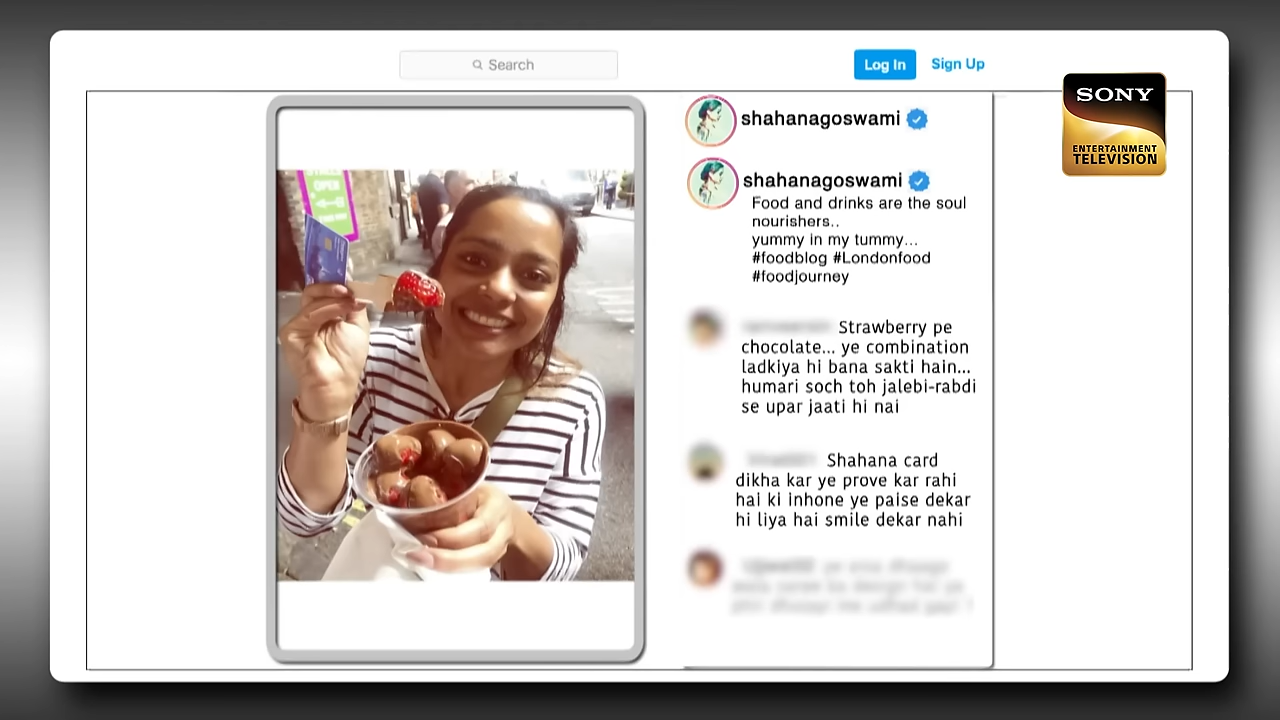 Search
Log In
Sign Up
SONY
ENTERTAINMENT
TELEVISION
shahanagoswami
shahanagoswami
Food and drinks are the soul
nourishers..
yummy in my tummy...
#foodblog #Londonfood
#foodjourney
OPEN
Strawberry pe
chocolate... ye combination
ladkiya hi bana sakti hain...
humari soch toh jalebi-rabdi
se upar jaati hi nai
Shahana card
dikha kar ye prove kar rahi
hai ki inhone ye paise dekar
hi liya hai smile dekar nahi